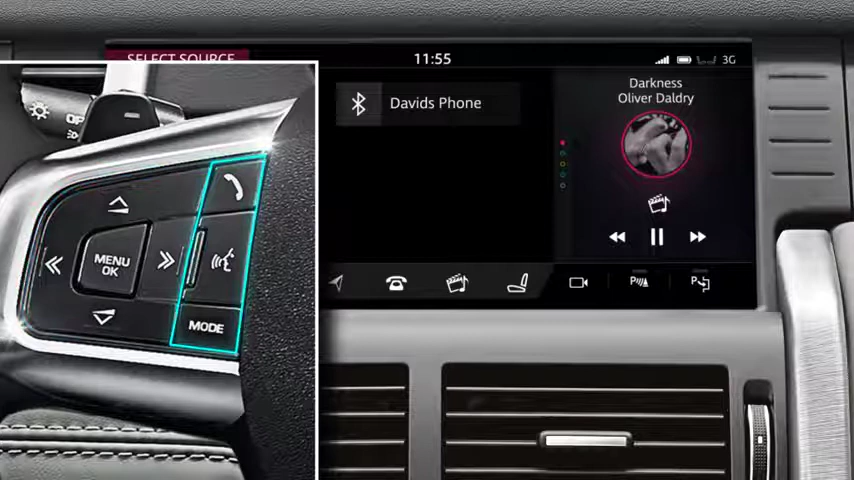 SELECT SOURCE
11:55
3G
Davids Phone
Darkness
Oliver Daldry
MENU
OK
MODE
P
P